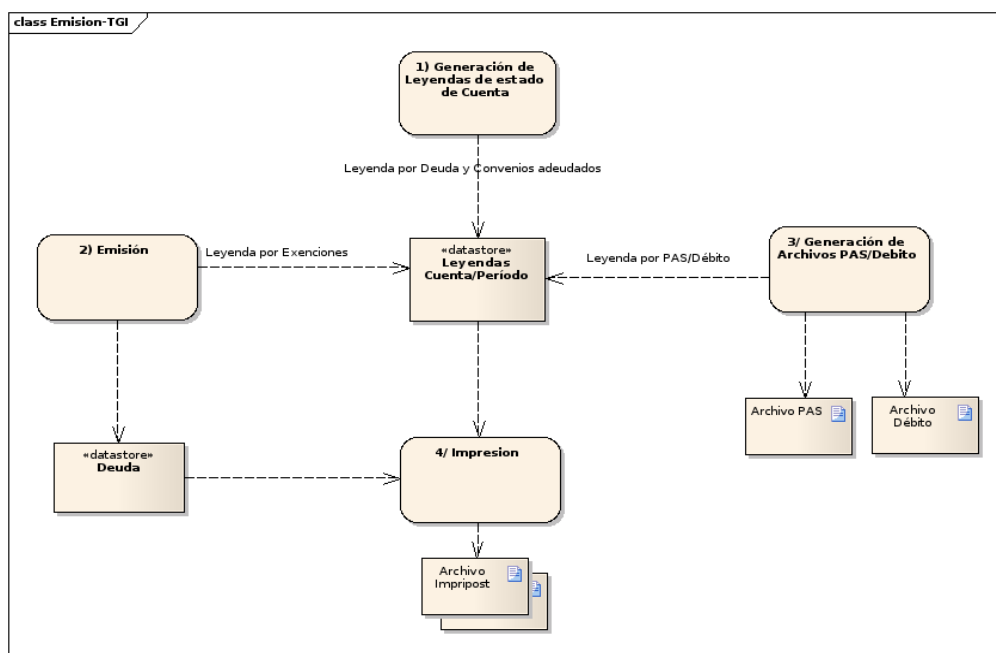 class Emision-TGI
1) Generación de
Leyendas de estado
de Cuenta
Leyenda por Deuda y Convenios adeudados
2) Emisión
Leyenda por Exenciones
«datastore»
Leyendas
Cuenta/Período
Leyenda por PAS/Débito
3/ Generación de
Archivos PAS/Debito
Archivo PAS
Archivo
Débito
«datastore»
Deuda
4/ Impresion
Archivo
Impripost